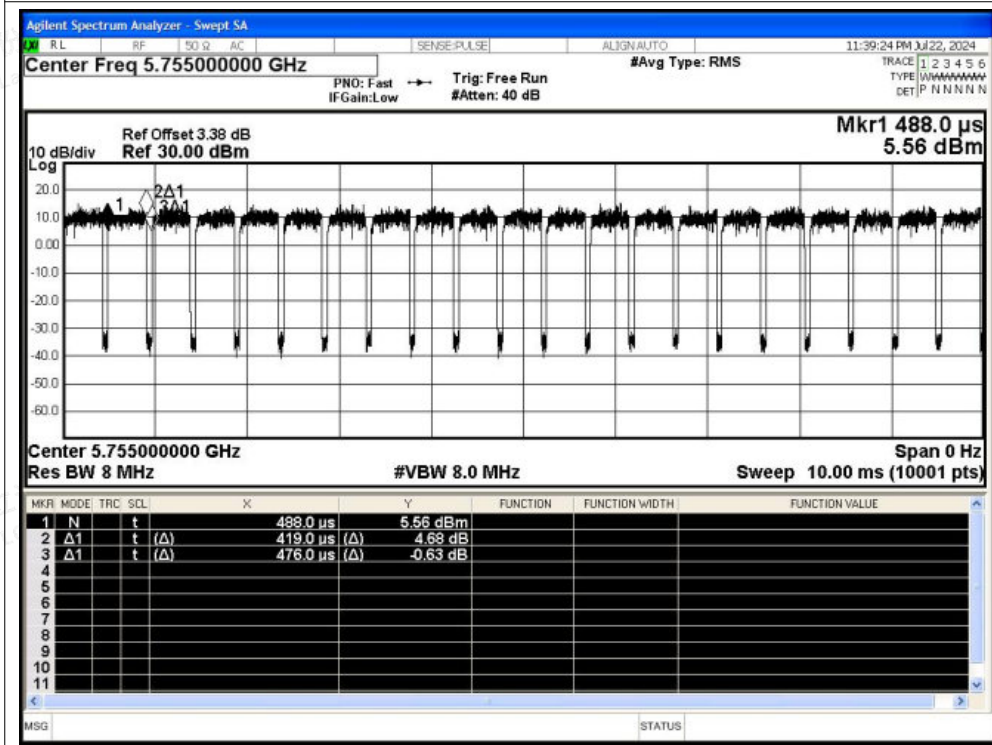 Agilent Spectrum Analyzer - Swept SA
LXI RL RF 50 Ω AC SENSE:PULSE ALIGN AUTO 11:39:24 PM Jul 22, 2024
Center Freq 5.755000000 GHz #Avg Type: RMS TRACE 1 2 3 4 5 6
PNO: Fast Trig: Free Run TYPE WWWWWW
IFGain:Low #Atten: 40 dB DET P N N N N N
Mkr1 488.0 µs
Ref Offset 3.38 dB
10 dB/div Ref 30.00 dBm 5.56 dBm
Log
20.0
2Δ1
1 3Δ1
10.0
0.00
-10.0
-20.0
-30.0
-40.0
-50.0
-60.0
Center 5.755000000 GHz Span 0 Hz
Res BW 8 MHz #VBW 8.0 MHz Sweep 10.00 ms (10001 pts)
MKR MODE TRC SCL X Y FUNCTION FUNCTION WIDTH FUNCTION VALUE
1 N t 488.0 µs 5.56 dBm
2 Δ1 t (Δ) 419.0 µs (Δ) 4.68 dB
3 Δ1 t (Δ) 476.0 µs (Δ) -0.63 dB
4
5
6
7
8
9
10
11
MSG STATUS